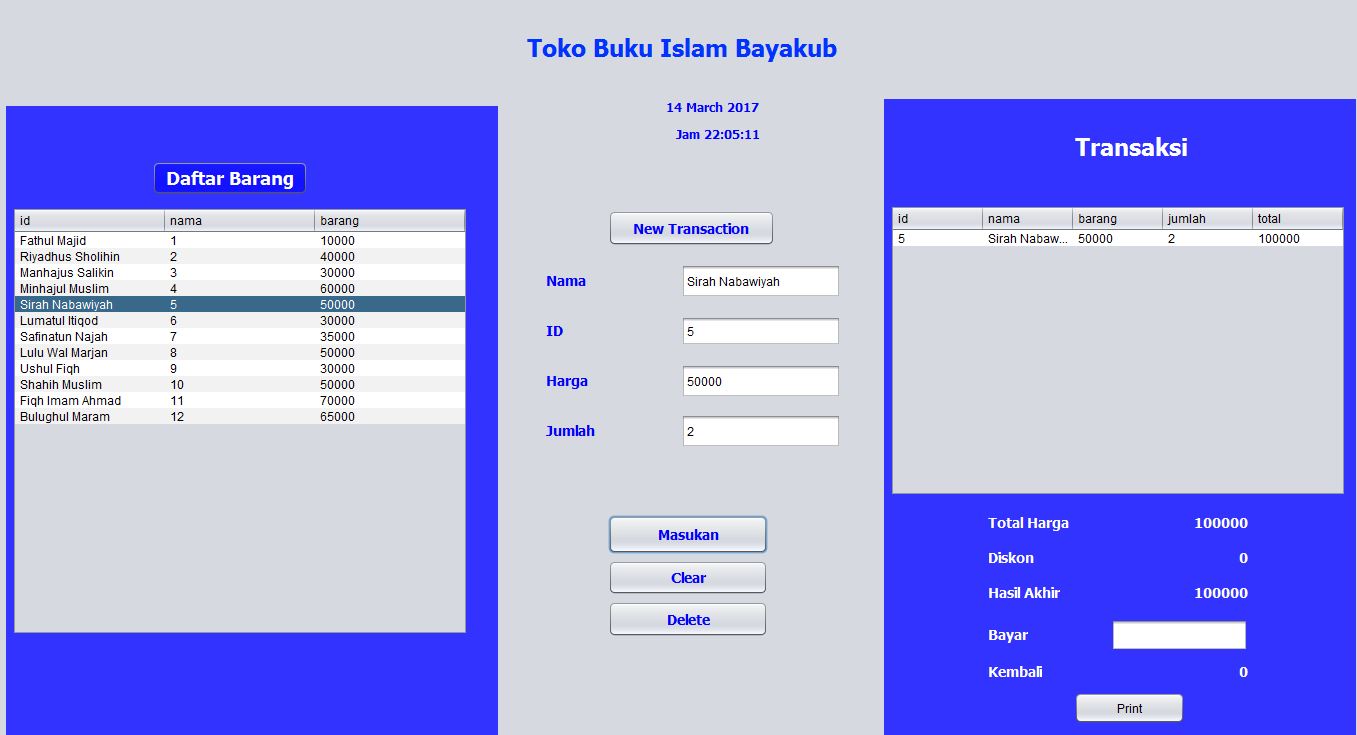 Toko Buku Islam Bayakub
14 March 2017
Jam 22:05:11
Daftar Barang
id nama barang
Fathul Majid 1 10000
Riyadhus Sholihin 2 40000
Manhajus Salikin 3 30000
Minhajul Muslim 4 60000
Sirah Nabawiyah 5 50000
Lumatul Itiqod 6 30000
Safinatun Najah 7 35000
Lulu Wal Marjan 8 50000
Ushul Fiqh 9 30000
Shahih Muslim 10 50000
Fiqh Imam Ahmad 11 70000
Bulughul Maram 12 65000
New Transaction
Nama Sirah Nabawiyah
ID 5
Harga 50000
Jumlah 2
Masukan
Clear
Delete
Transaksi
id nama barang jumlah total
5 Sirah Nabaw... 50000 2 100000
Total Harga 100000
Diskon 0
Hasil Akhir 100000
Bayar
Kembali 0
Print